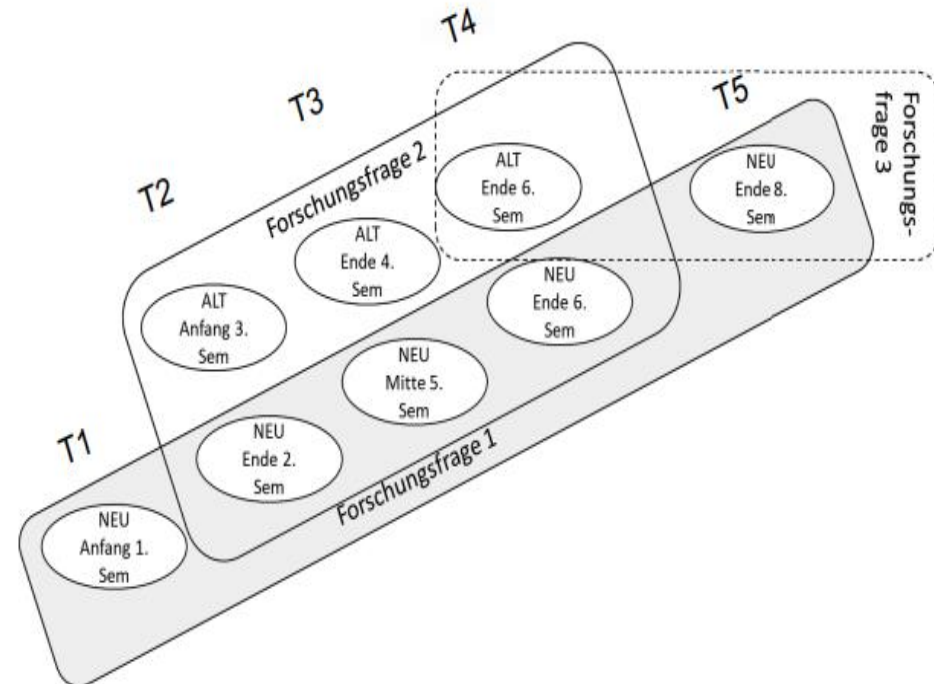 T4
T3
T5
Forschungs-
frage 3
T2
Forschungsfrage 2
ALT
Ende 6.
Sem
NEU
Ende 8.
Sem
ALT
Ende 4.
Sem
NEU
Ende 6.
Sem
ALT
Anfang 3.
Sem
NEU
Mitte 5.
Sem
T1
NEU
Ende 2.
Sem
Forschungsfrage 1
NEU
Anfang 1.
Sem